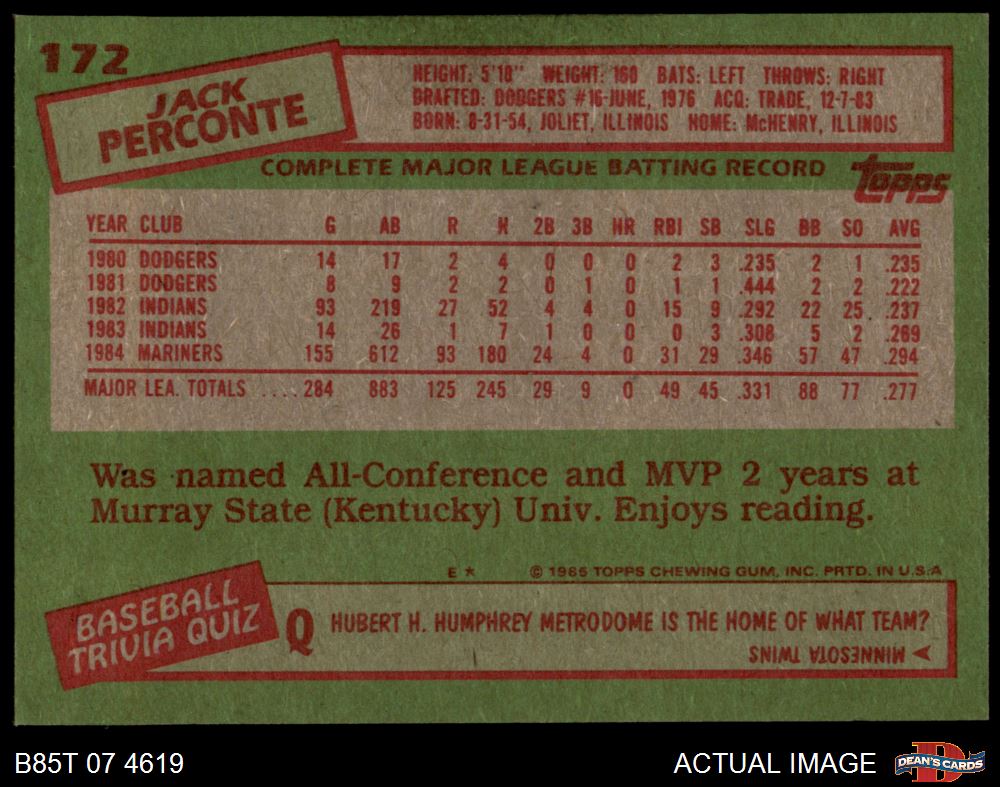 172
JACK
PERCONTE
HEIGHT: 5'10" WEIGHT: 160 BATS: LEFT THROWS: RIGHT
DRAFTED: DODGERS #16-JUNE, 1976 ACQ: TRADE, 12-7-83
BORN: 8-31-54, JOLIET, ILLINOIS HOME: McHENRY, ILLINOIS
COMPLETE MAJOR LEAGUE BATTING RECORD
topps
YEAR CLUB G AB R H 2B 3B HR RBI SB SLG BB SO AVG
1980 DODGERS 14 17 2 4 0 0 0 2 3 .235 2 1 .235
1981 DODGERS 8 9 2 2 0 1 0 1 1 .444 2 2 .222
1982 INDIANS 93 219 27 52 4 4 0 15 9 .292 22 25 .237
1983 INDIANS 14 26 1 7 1 0 0 0 3 .308 5 2 .269
1984 MARINERS 155 612 93 180 24 4 0 31 29 .346 57 47 .294
MAJOR LEA. TOTALS .... 284 883 125 245 29 9 0 49 45 .331 88 77 .277
Was named All-Conference and MVP 2 years at
Murray State (Kentucky) Univ. Enjoys reading.
E* © 1985 TOPPS CHEWING GUM, INC. PRTD. IN U.S.A
BASEBALL
TRIVIA QUIZ
Q HUBERT H. HUMPHREY METRODOME IS THE HOME OF WHAT TEAM?
MINNESOTA TWINS
B85T 07 4619
ACTUAL IMAGE
D
DEAN'S CARDS